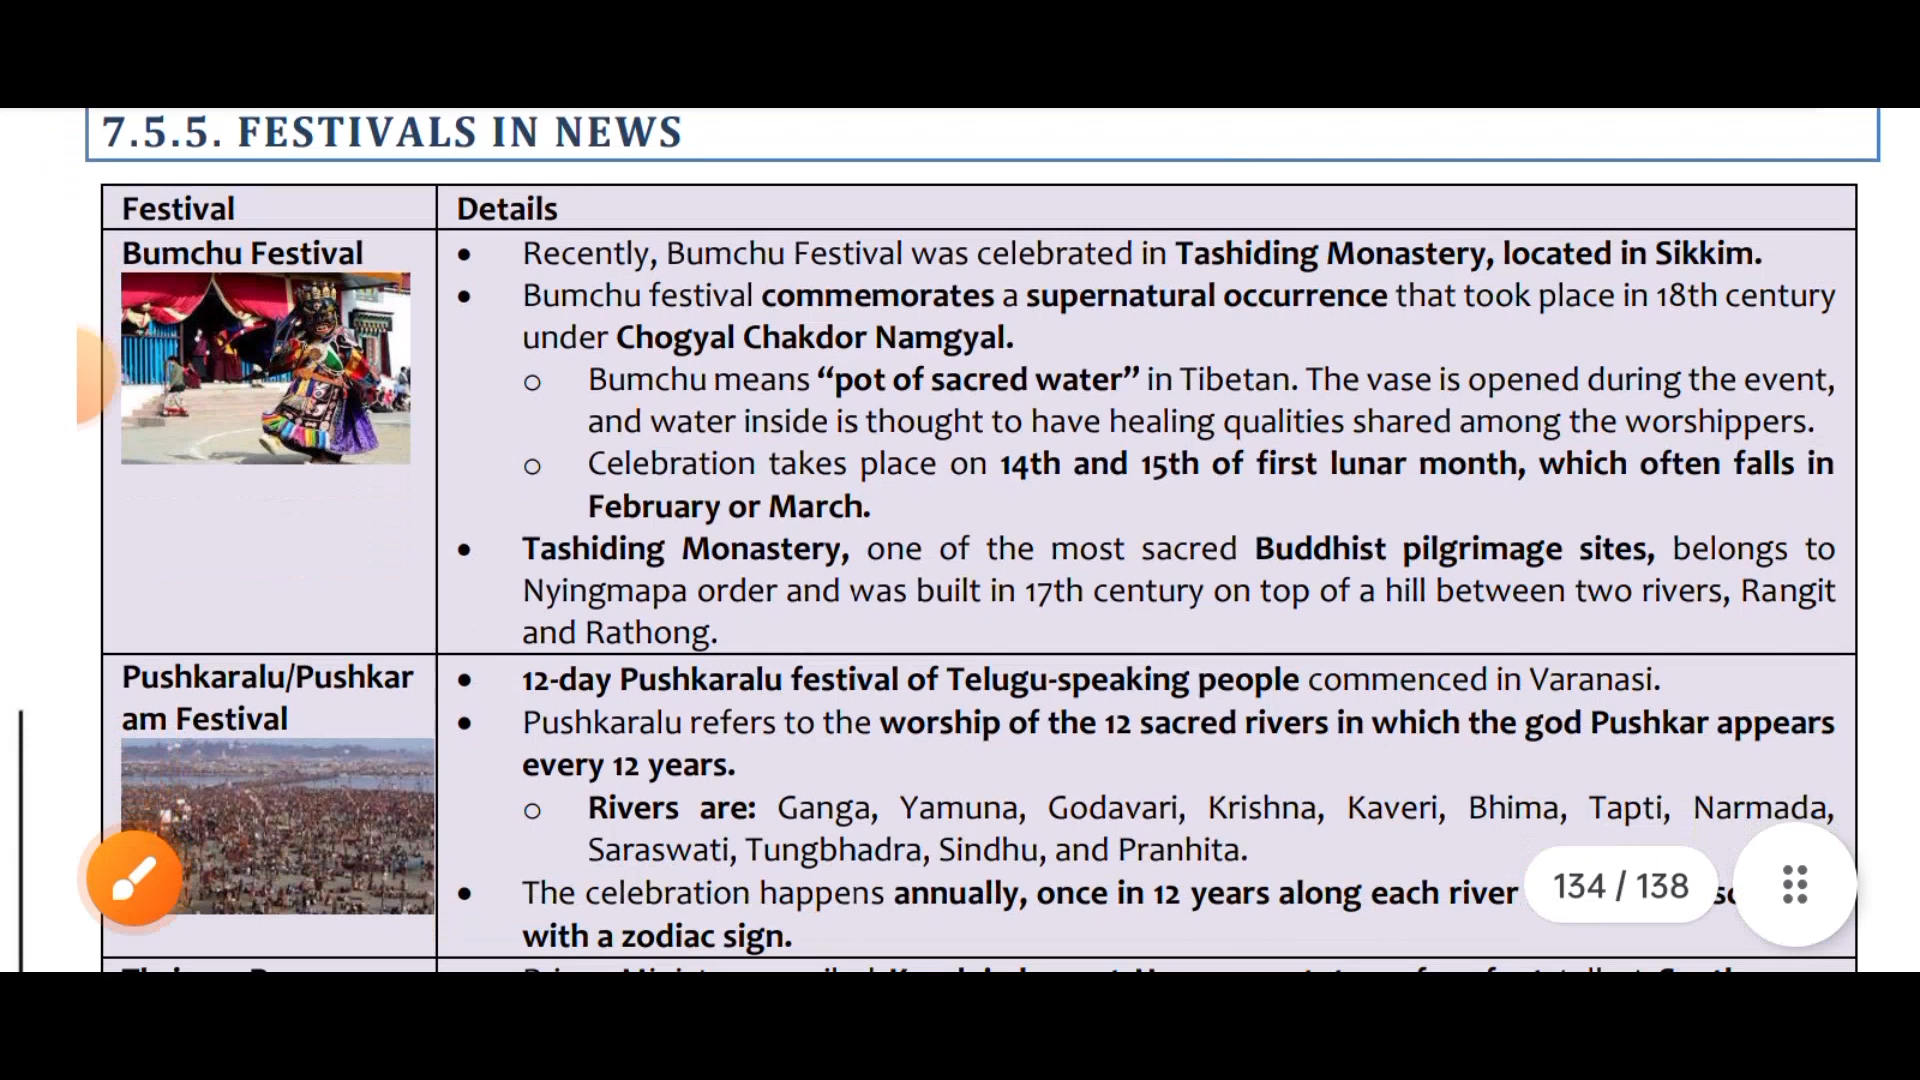 7.5.5. FESTIVALS IN NEWS
Festival
Details
Bumchu Festival
• Recently, Bumchu Festival was celebrated in Tashiding Monastery, located in Sikkim.
• Bumchu festival commemorates a supernatural occurrence that took place in 18th century
under Chogyal Chakdor Namgyal.
o Bumchu means “pot of sacred water” in Tibetan. The vase is opened during the event,
and water inside is thought to have healing qualities shared among the worshippers.
o Celebration takes place on 14th and 15th of first lunar month, which often falls in
February or March.
• Tashiding Monastery, one of the most sacred Buddhist pilgrimage sites, belongs to
Nyingmapa order and was built in 17th century on top of a hill between two rivers, Rangit
and Rathong.
Pushkaralu/Pushkar
am Festival
• 12-day Pushkaralu festival of Telugu-speaking people commenced in Varanasi.
• Pushkaralu refers to the worship of the 12 sacred rivers in which the god Pushkar appears
every 12 years.
o Rivers are: Ganga, Yamuna, Godavari, Krishna, Kaveri, Bhima, Tapti, Narmada,
Saraswati, Tungbhadra, Sindhu, and Pranhita.
• The celebration happens annually, once in 12 years along each river
with a zodiac sign.
134 / 138